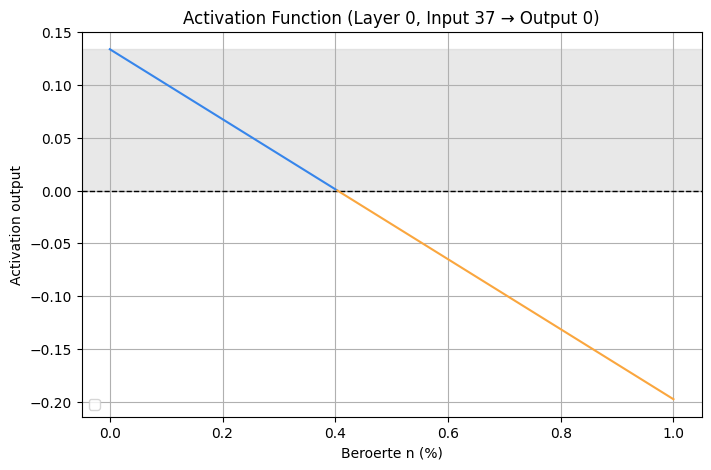 Activation Function (Layer 0, Input 37 → Output 0)
Activation output
0.15
0.10
0.05
0.00
−0.05
−0.10
−0.15
−0.20
0.0 0.2 0.4 0.6 0.8 1.0
Beroerte n (%)